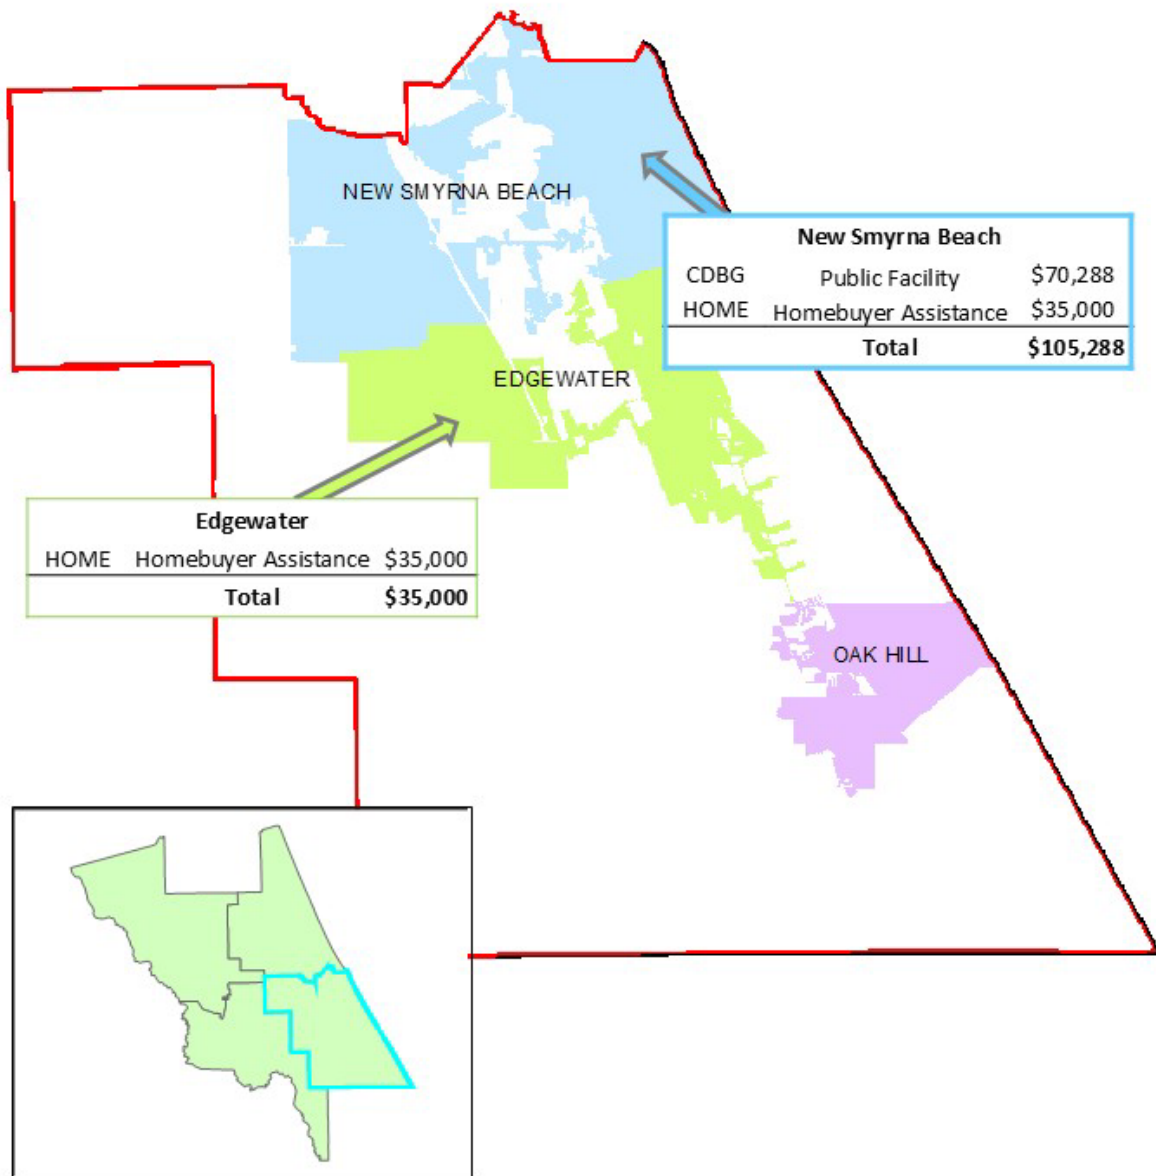 NEW SMYRNA BEACH
New Smyrna Beach
CDBG Public Facility $70,288
HOME Homebuyer Assistance $35,000
Total $105,288
EDGEWATER
Edgewater
HOME Homebuyer Assistance $35,000
Total $35,000
OAK HILL